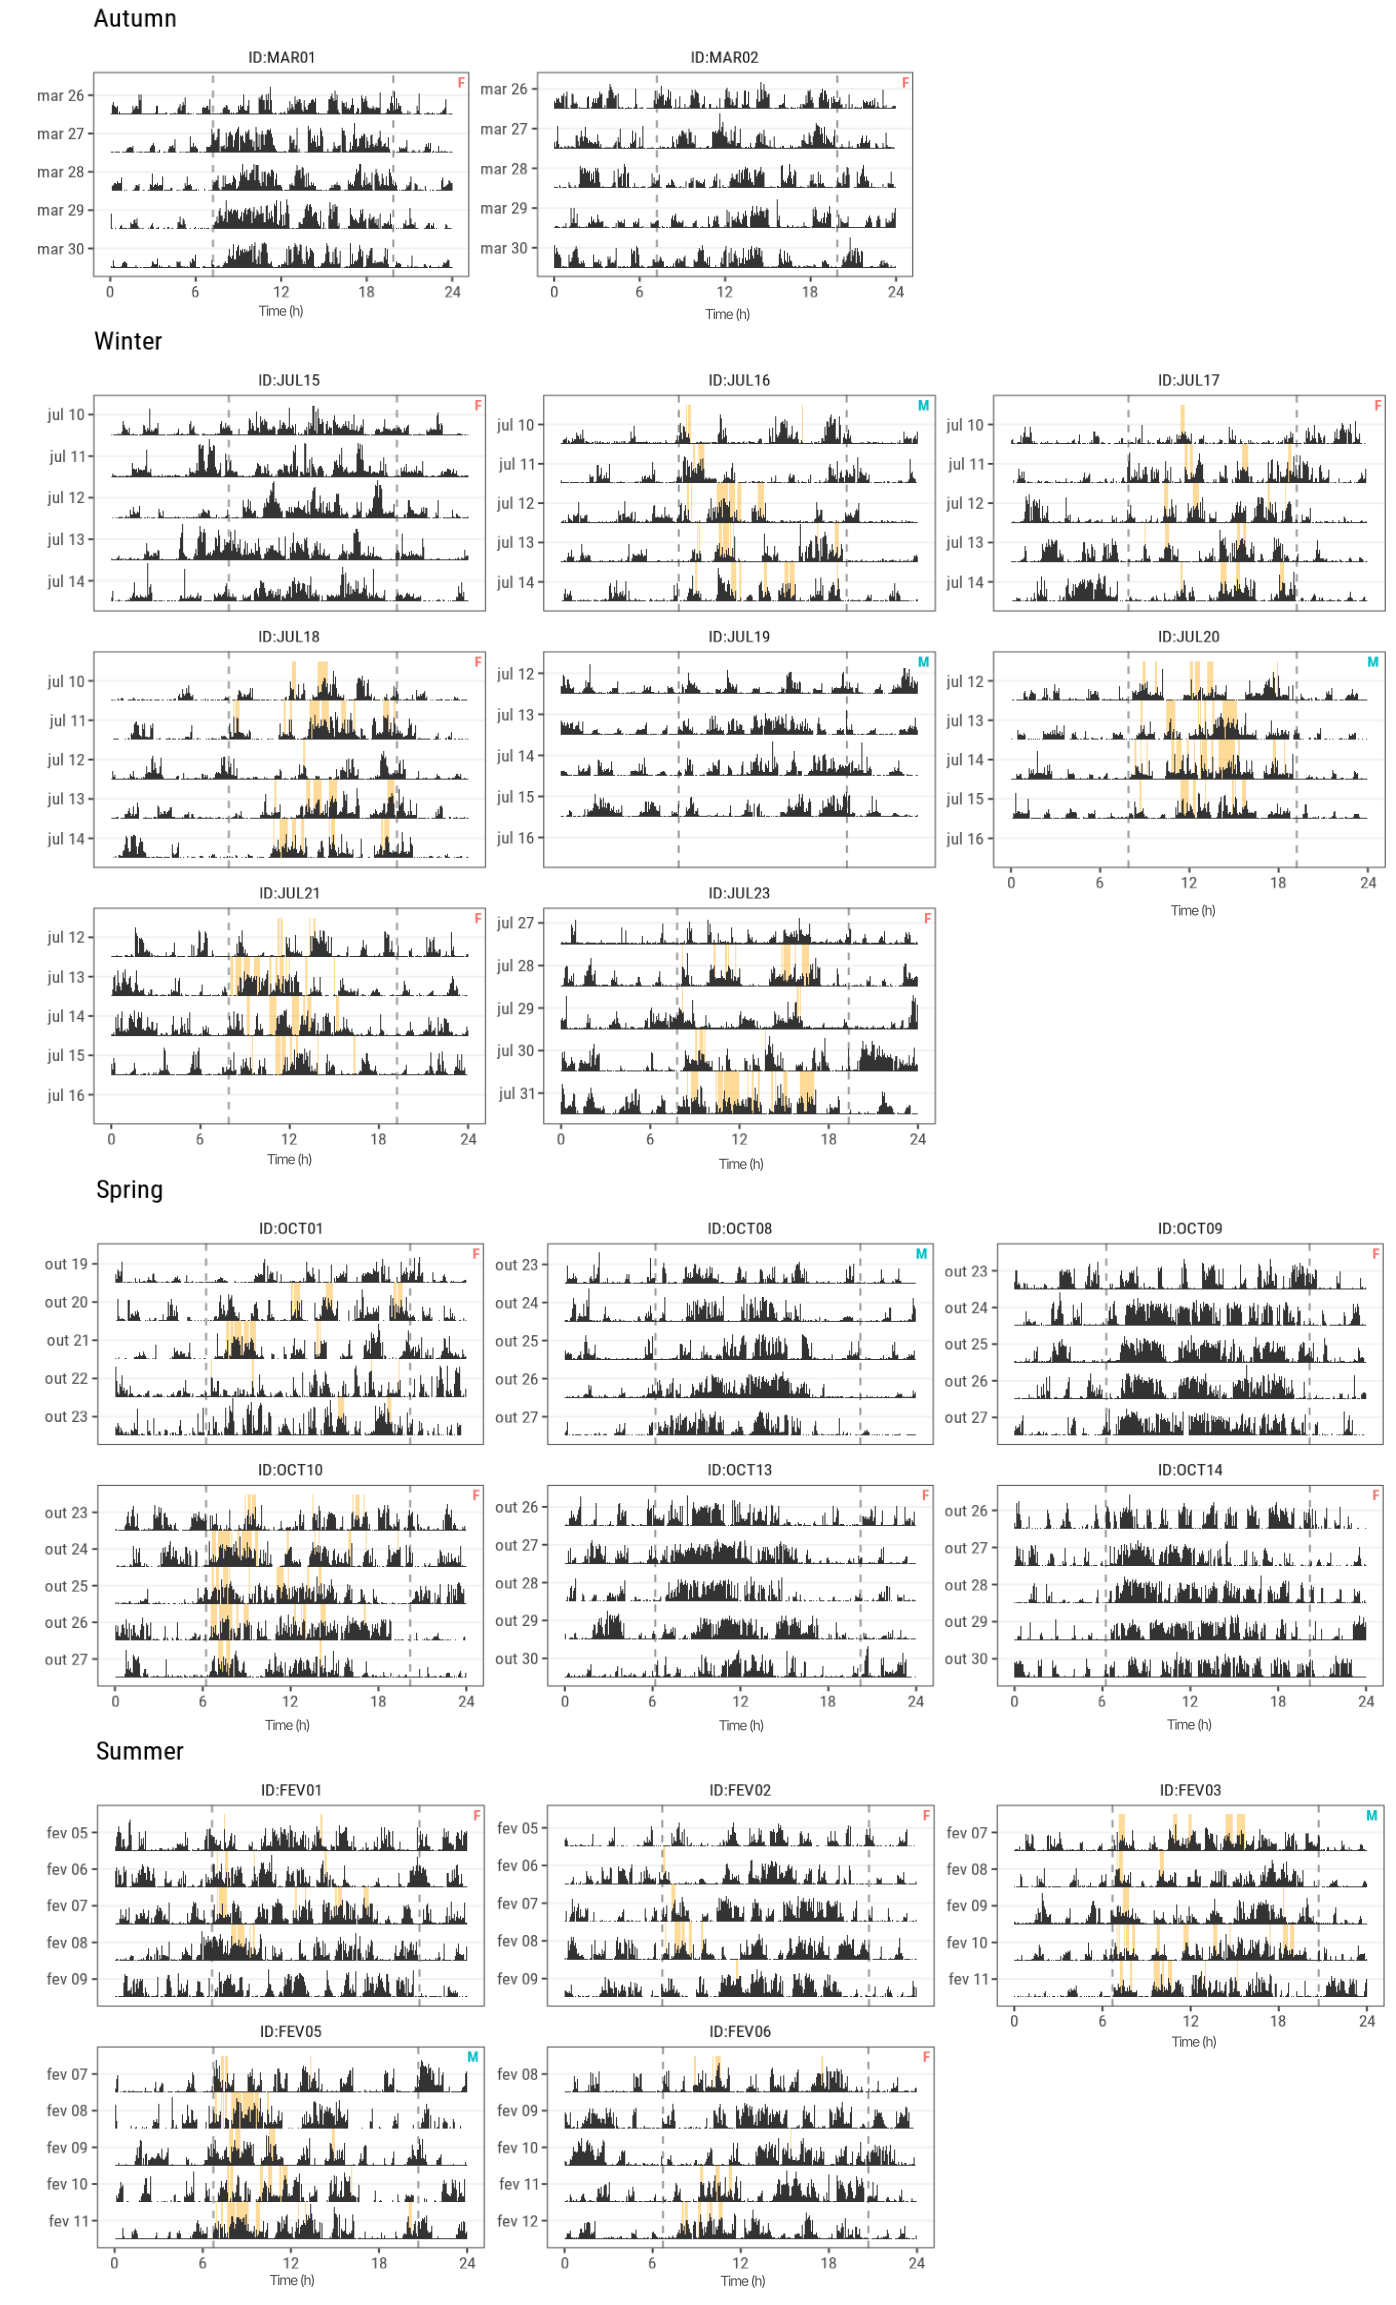 Autumn
ID:MAR01
F
mar 26
mar 27
mar 28
mar 29
mar 30
0 6 12 18 24
Time (h)
ID:MAR02
F
mar 26
mar 27
mar 28
mar 29
mar 30
0 6 12 18 24
Time (h)
Winter
ID:JUL15
F
jul 10
jul 11
jul 12
jul 13
jul 14
ID:JUL16
M
jul 10
jul 11
jul 12
jul 13
jul 14
ID:JUL17
F
jul 10
jul 11
jul 12
jul 13
jul 14
ID:JUL18
F
jul 10
jul 11
jul 12
jul 13
jul 14
ID:JUL19
M
jul 12
jul 13
jul 14
jul 15
jul 16
ID:JUL20
M
jul 12
jul 13
jul 14
jul 15
jul 16
0 6 12 18 24
Time (h)
ID:JUL21
F
jul 12
jul 13
jul 14
jul 15
jul 16
0 6 12 18 24
Time (h)
ID:JUL23
F
jul 27
jul 28
jul 29
jul 30
jul 31
0 6 12 18 24
Time (h)
Spring
ID:OCT01
F
out 19
out 20
out 21
out 22
out 23
ID:OCT08
M
out 23
out 24
out 25
out 26
out 27
ID:OCT09
F
out 23
out 24
out 25
out 26
out 27
ID:OCT10
F
out 23
out 24
out 25
out 26
out 27
0 6 12 18 24
Time (h)
ID:OCT13
F
out 26
out 27
out 28
out 29
out 30
0 6 12 18 24
Time (h)
ID:OCT14
F
out 26
out 27
out 28
out 29
out 30
0 6 12 18 24
Time (h)
Summer
ID:FEV01
F
fev 05
fev 06
fev 07
fev 08
fev 09
ID:FEV02
F
fev 05
fev 06
fev 07
fev 08
fev 09
ID:FEV03
M
fev 07
fev 08
fev 09
fev 10
fev 11
0 6 12 18 24
Time (h)
ID:FEV05
M
fev 07
fev 08
fev 09
fev 10
fev 11
0 6 12 18 24
Time (h)
ID:FEV06
F
fev 08
fev 09
fev 10
fev 11
fev 12
0 6 12 18 24
Time (h)